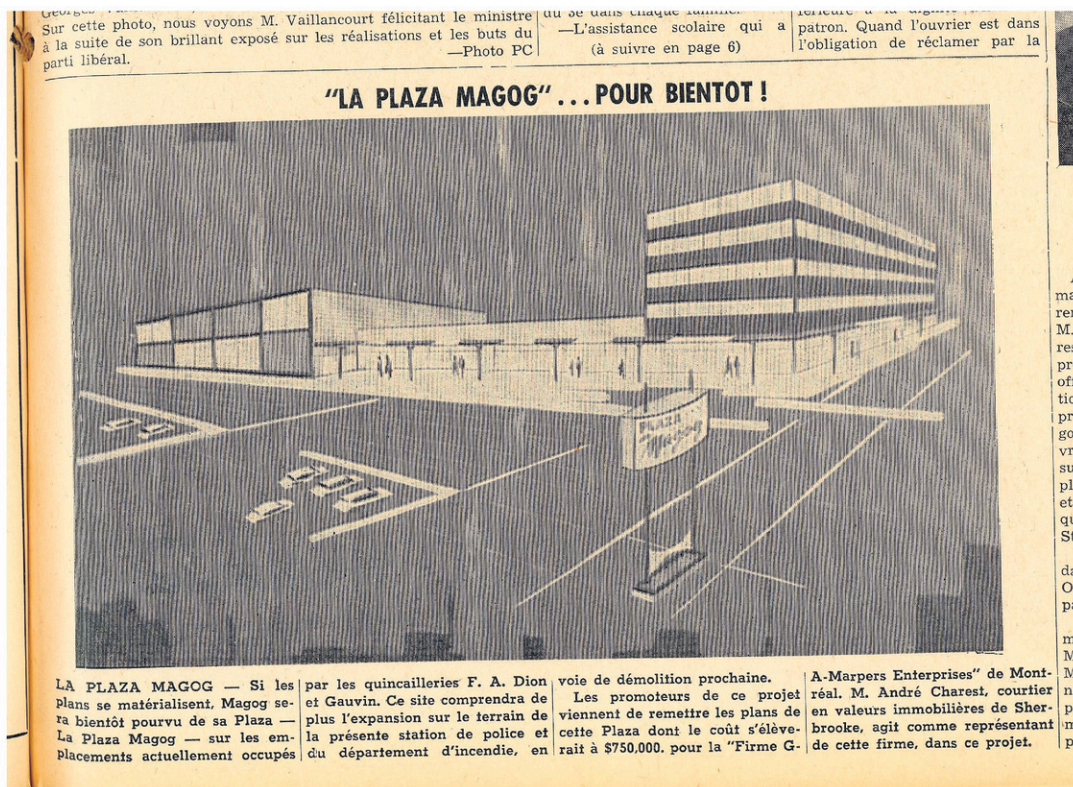 Sur cette photo, nous voyons M. Vaillancourt félicitant le ministre
à la suite de son brillant exposé sur les réalisations et les buts du
parti libéral.
—Photo PC
du 3e dans chaque
—L'assistance scolaire qui a
(à suivre en page 6)
patron. Quand l'ouvrier est dans
l'obligation de réclamer par la
"LA PLAZA MAGOG" ... POUR BIENTOT !
PLAZA
Magog
LA PLAZA MAGOG — Si les
plans se matérialisent, Magog se-
ra bientôt pourvu de sa Plaza —
La Plaza Magog — sur les em-
placements actuellement occupés
par les quincailleries F. A. Dion
et Gauvin. Ce site comprendra de
plus l'expansion sur le terrain de
la présente station de police et
du département d'incendie, en
voie de démolition prochaine.
Les promoteurs de ce projet
viennent de remettre les plans de
cette Plaza dont le coût s'élève-
rait à $750,000. pour la "Firme G-
A-Marpers Enterprises" de Mont-
réal. M. André Charest, courtier
en valeurs immobilières de Sher-
brooke, agit comme représentant
de cette firme, dans ce projet.